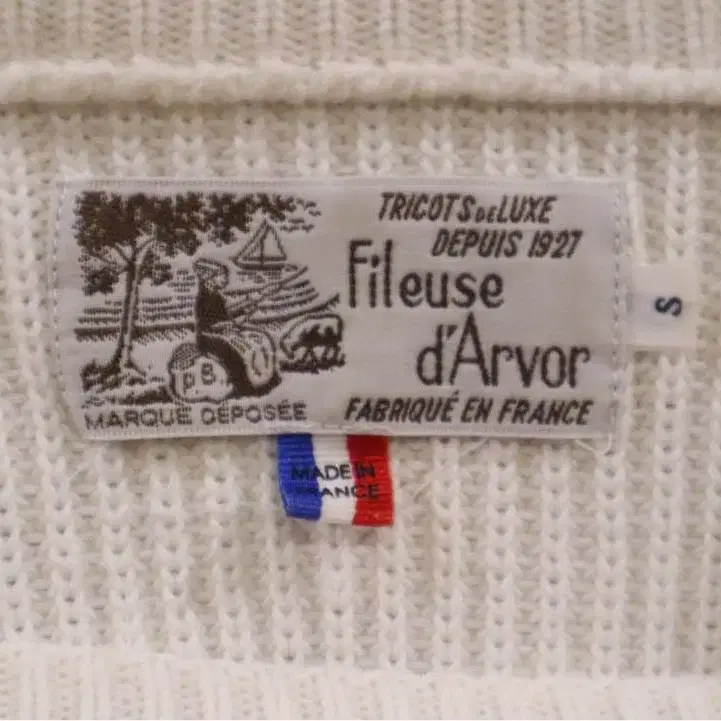 TRICOTS DE LUXE
DEPUIS 1927
Fileuse
d'Arvor
p B.
MARQUE DÉPOSÉE
FABRIQUÉ EN FRANCE
S
MADE IN
FRANCE